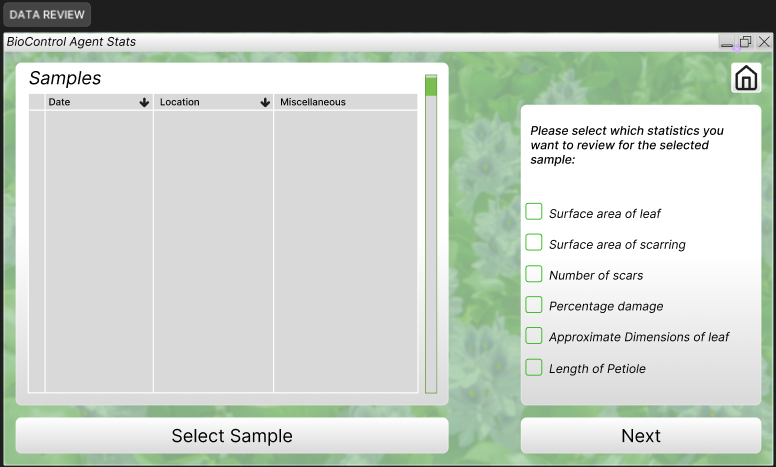 DATA REVIEW
BioControl Agent Stats
Samples
Date Location Miscellaneous
Please select which statistics you
want to review for the selected
sample:
Surface area of leaf
Surface area of scarring
Number of scars
Percentage damage
Approximate Dimensions of leaf
Length of Petiole
Select Sample
Next